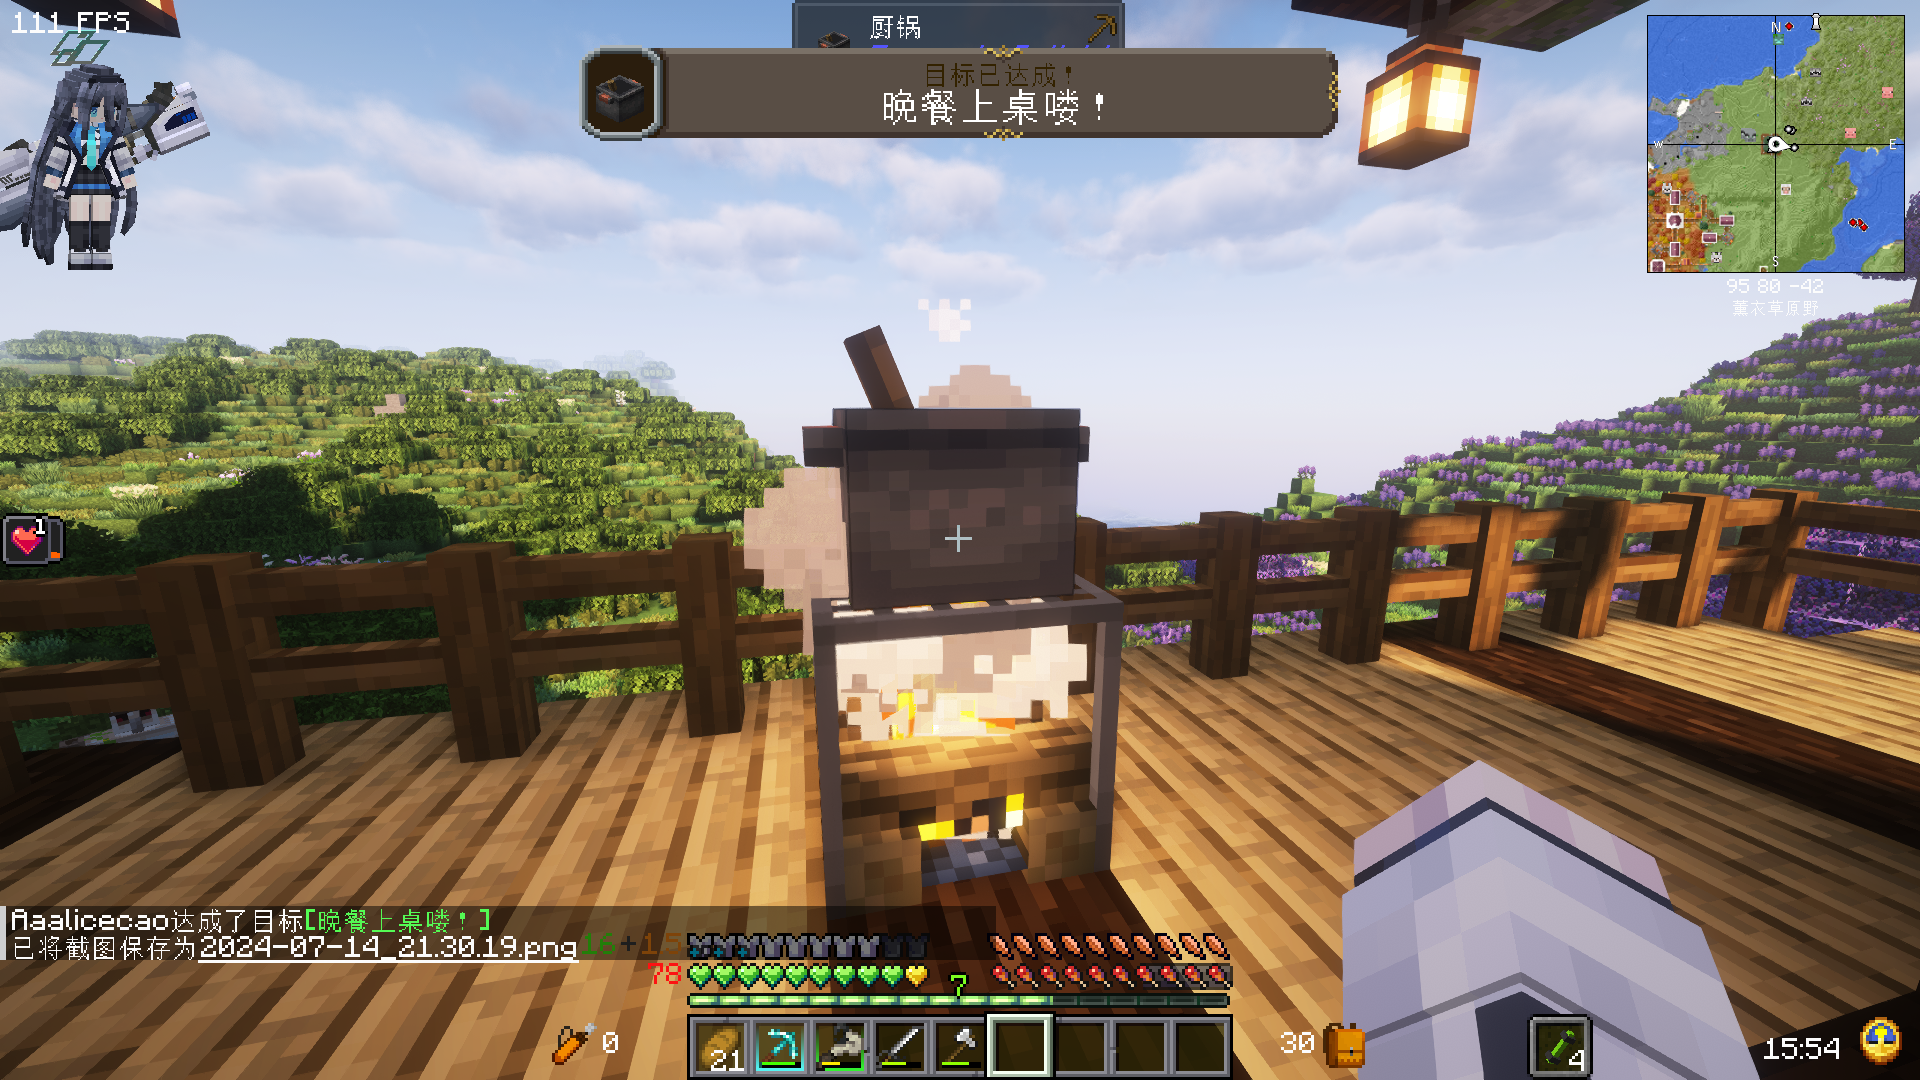 111 FPS
厨锅
目标已达成！
晚餐上桌喽！
N
W
E
S
95 80 -42
薰衣草原野
1
Aaalicecao达成了目标[晚餐上桌喽！]
已将截图保存为2024-07-14_21.30.19.png
16+15
78
7
0
21
30
4
15:54